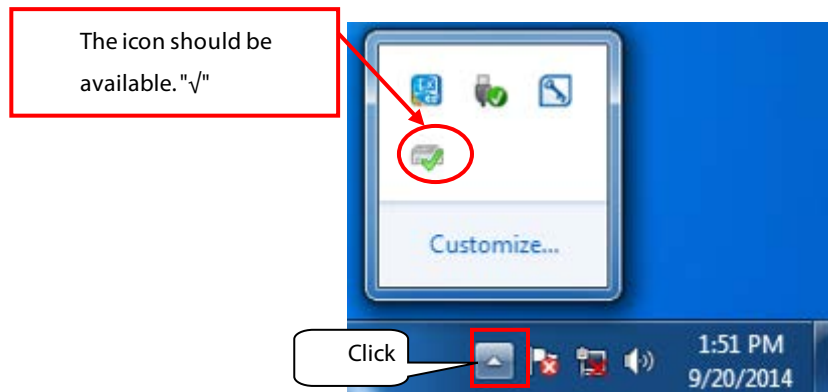 The icon should be
available. "√"
Customize...
Click
1:51 PM
9/20/2014